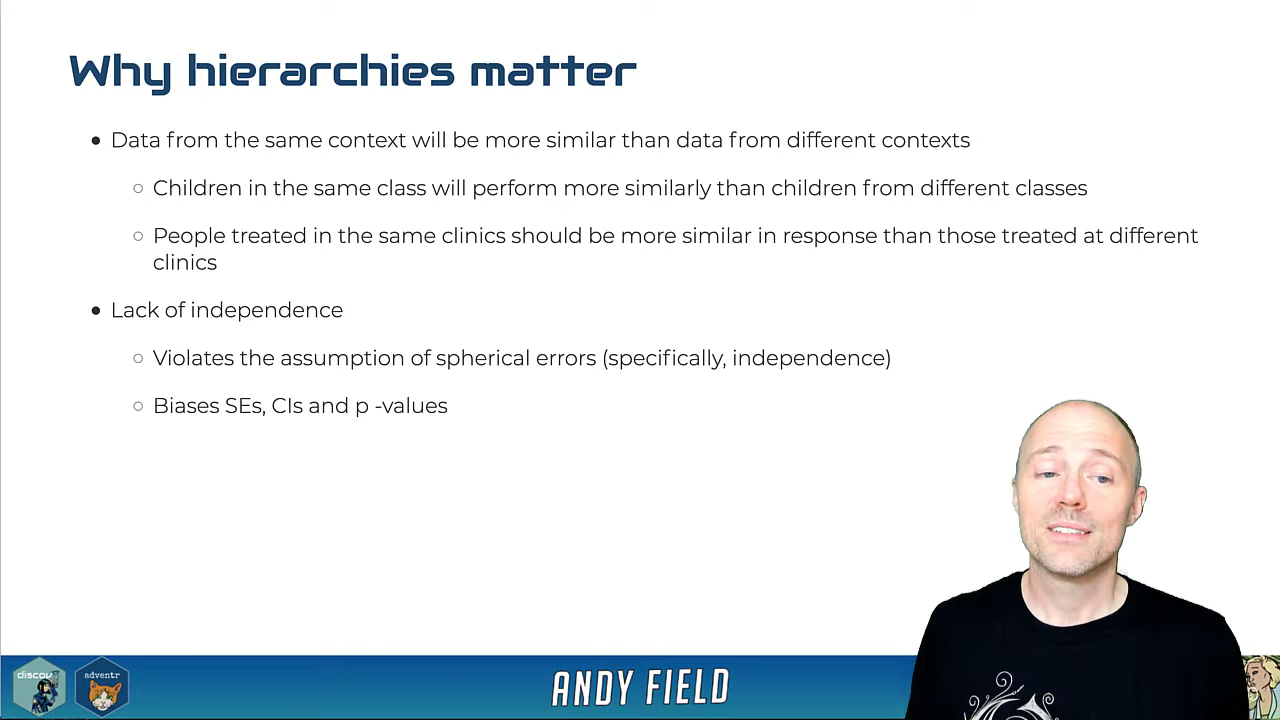 Why hierarchies matter
• Data from the same context will be more similar than data from different contexts
○ Children in the same class will perform more similarly than children from different classes
○ People treated in the same clinics should be more similar in response than those treated at different
clinics
• Lack of independence
○ Violates the assumption of spherical errors (specifically, independence)
○ Biases SEs, CIs and p -values
discov
adventr
ANDY FIELD